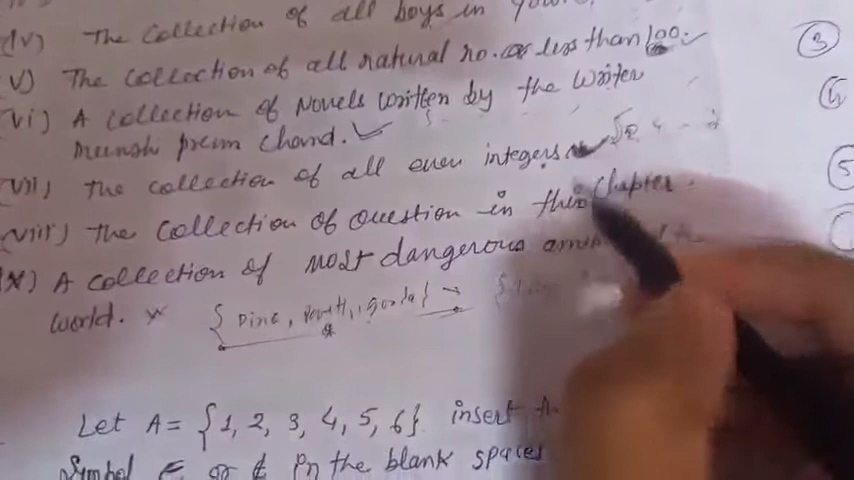 (iv) The collection of all boys in your
(v) The collection of all natural no. less than 100.
(vi) A collection of Novels written by the writer
munshi prem Chand.
(vii) The collection of all even integers
(viii) The collection of Question in this Chapter.
(x) A collection of most dangerous
world. ×
Let A = {1, 2, 3, 4, 5, 6} insert
Symbol ∈ or ∉ in the blank spaces
3
5